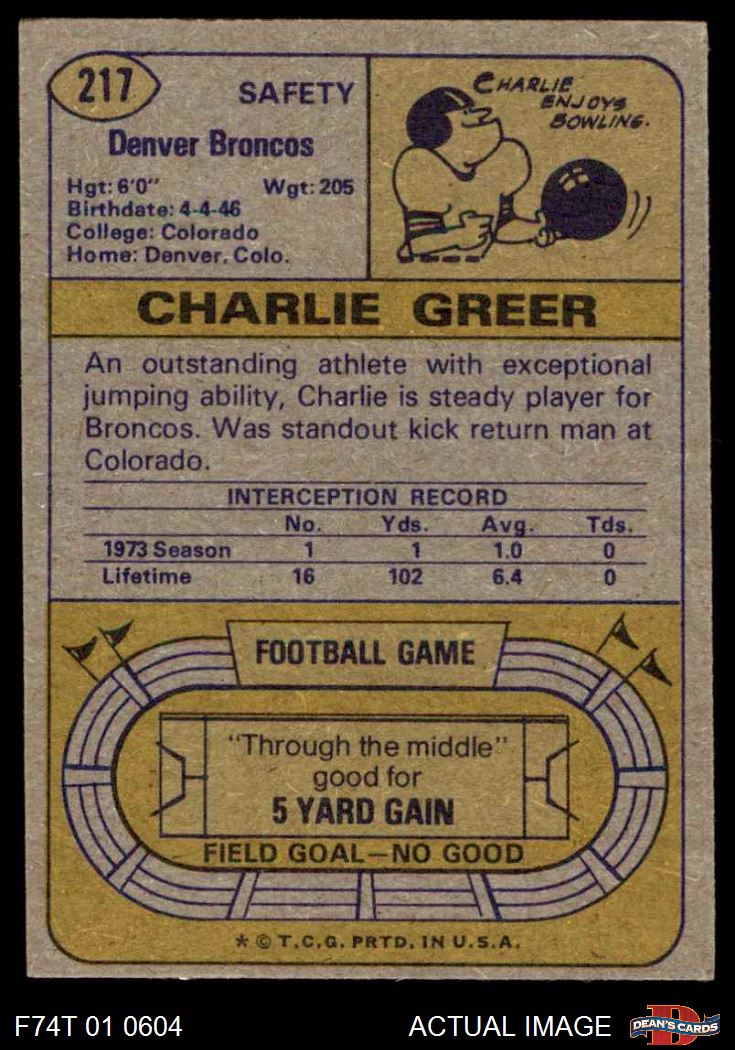 217
SAFETY
Denver Broncos
Hgt: 6'0" Wgt: 205
Birthdate: 4-4-46
College: Colorado
Home: Denver, Colo.
CHARLIE
ENJOYS
BOWLING.
CHARLIE GREER
An outstanding athlete with exceptional
jumping ability, Charlie is steady player for
Broncos. Was standout kick return man at
Colorado.
INTERCEPTION RECORD
No. Yds. Avg. Tds.
1973 Season 1 1 1.0 0
Lifetime 16 102 6.4 0
FOOTBALL GAME
"Through the middle"
good for
5 YARD GAIN
FIELD GOAL—NO GOOD
* © T.C.G. PRTD. IN U.S.A.
F74T 01 0604 ACTUAL IMAGE
D
DEAN'S CARDS